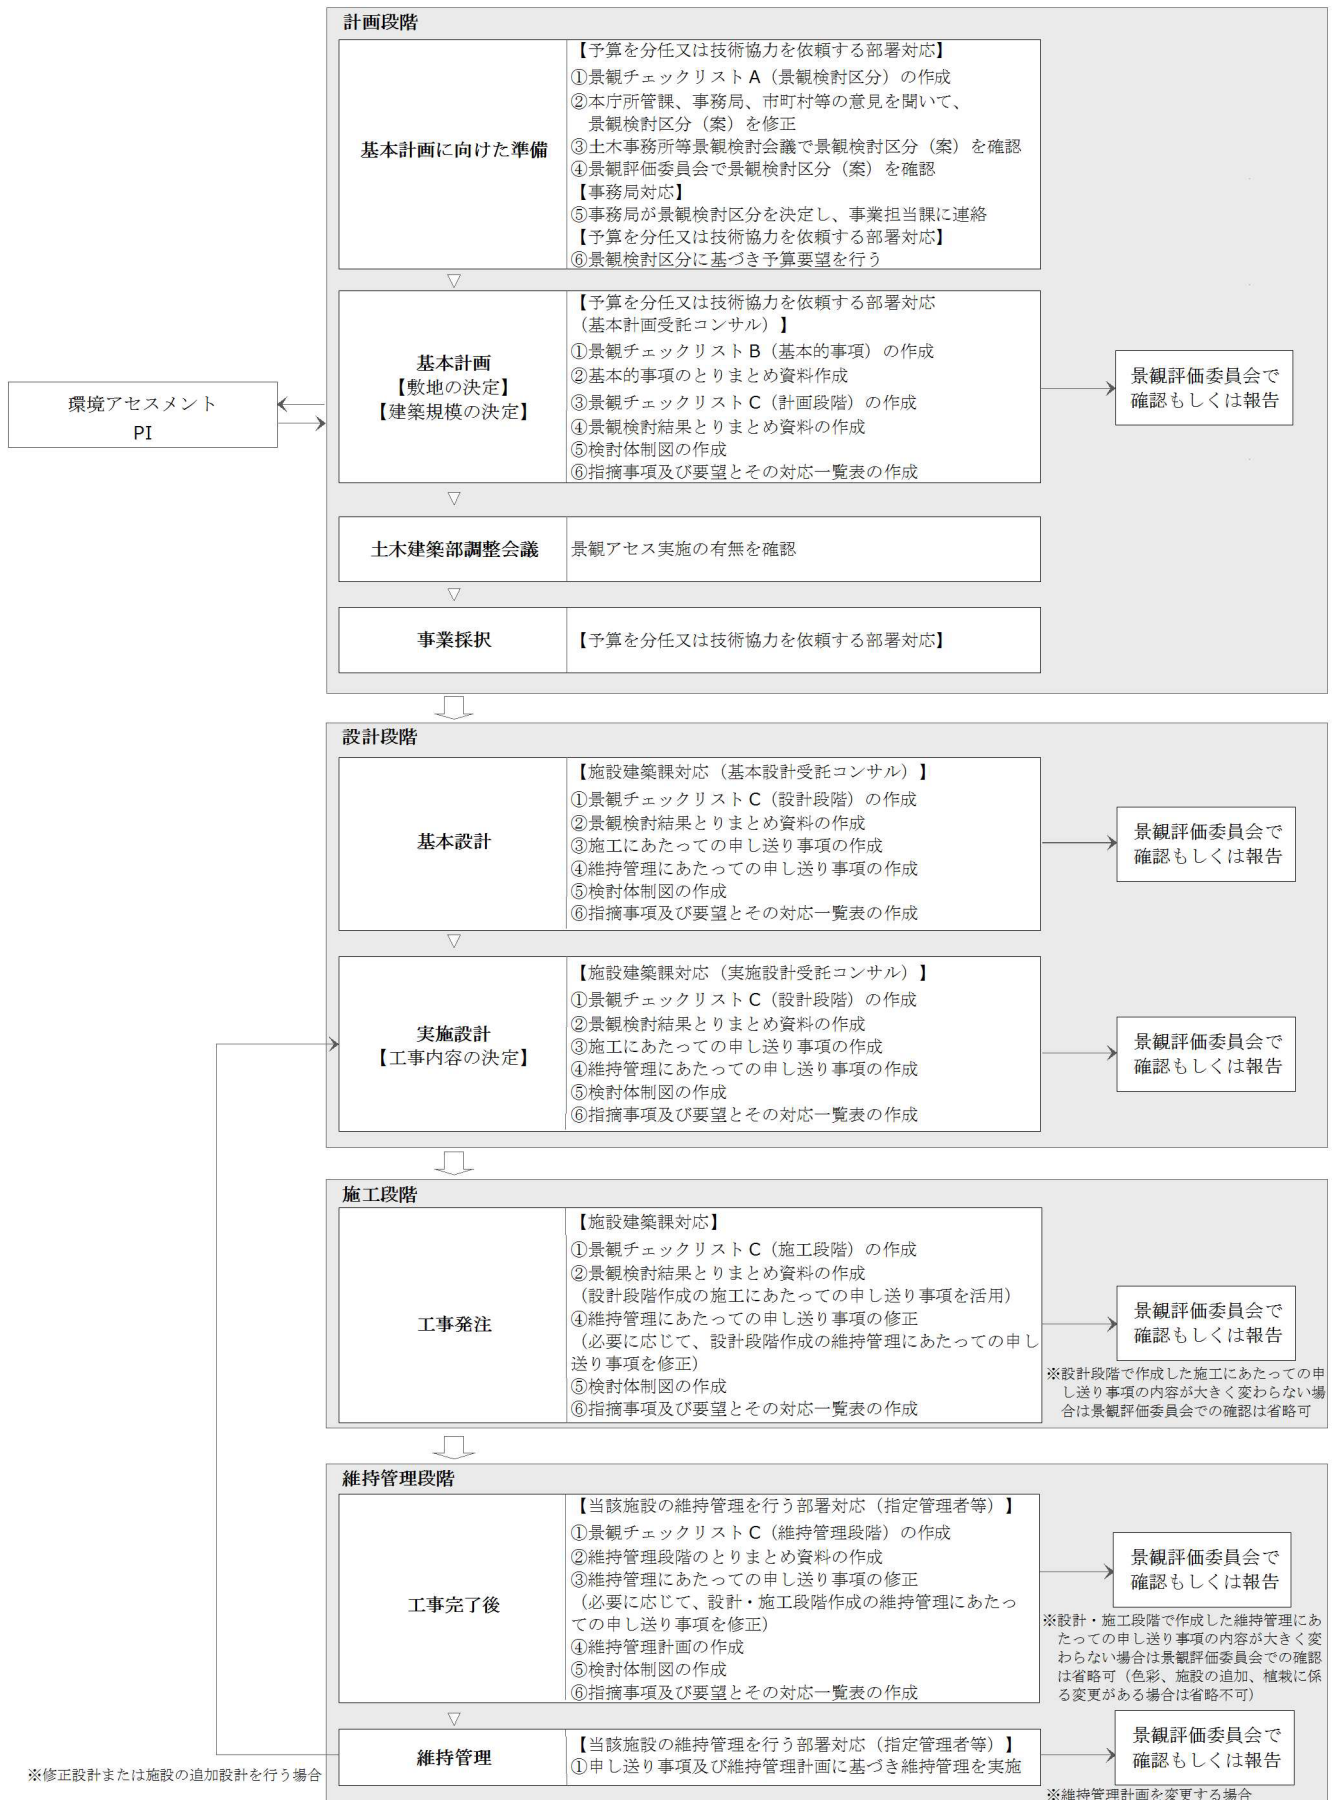 計画段階
基本計画に向けた準備
【予算を分任又は技術協力を依頼する部署対応】
①景観チェックリスト A（景観検討区分）の作成
②本庁所管課、事務局、市町村等の意見を聞いて、
景観検討区分（案）を修正
③土木事務所等景観検討会議で景観検討区分（案）を確認
④景観評価委員会で景観検討区分（案）を確認
【事務局対応】
⑤事務局が景観検討区分を決定し、事業担当課に連絡
【予算を分任又は技術協力を依頼する部署対応】
⑥景観検討区分に基づき予算要望を行う
環境アセスメント
PI
基本計画
【敷地の決定】
【建築規模の決定】
【予算を分任又は技術協力を依頼する部署対応
（基本計画受託コンサル）】
①景観チェックリスト B（基本的事項）の作成
②基本的事項のとりまとめ資料作成
③景観チェックリスト C（計画段階）の作成
④景観検討結果とりまとめ資料の作成
⑤検討体制図の作成
⑥指摘事項及び要望とその対応一覧表の作成
景観評価委員会で
確認もしくは報告
土木建築部調整会議
景観アセス実施の有無を確認
事業採択
【予算を分任又は技術協力を依頼する部署対応】
設計段階
基本設計
【施設建築課対応（基本設計受託コンサル）】
①景観チェックリスト C（設計段階）の作成
②景観検討結果とりまとめ資料の作成
③施工にあたっての申し送り事項の作成
④維持管理にあたっての申し送り事項の作成
⑤検討体制図の作成
⑥指摘事項及び要望とその対応一覧表の作成
景観評価委員会で
確認もしくは報告
実施設計
【工事内容の決定】
【施設建築課対応（実施設計受託コンサル）】
①景観チェックリスト C（設計段階）の作成
②景観検討結果とりまとめ資料の作成
③施工にあたっての申し送り事項の作成
④維持管理にあたっての申し送り事項の作成
⑤検討体制図の作成
⑥指摘事項及び要望とその対応一覧表の作成
景観評価委員会で
確認もしくは報告
施工段階
工事発注
【施設建築課対応】
①景観チェックリスト C（施工段階）の作成
②景観検討結果とりまとめ資料の作成
（設計段階作成の施工にあたっての申し送り事項を活用）
④維持管理にあたっての申し送り事項の修正
（必要に応じて、設計段階作成の維持管理にあたっての申し
送り事項を修正）
⑤検討体制図の作成
⑥指摘事項及び要望とその対応一覧表の作成
景観評価委員会で
確認もしくは報告
※設計段階で作成した施工にあたっての申
し送り事項の内容が大きく変わらない場
合は景観評価委員会での確認は省略可
維持管理段階
工事完了後
【当該施設の維持管理を行う部署対応（指定管理者等）】
①景観チェックリスト C（維持管理段階）の作成
②維持管理段階のとりまとめ資料の作成
③維持管理にあたっての申し送り事項の修正
（必要に応じて、設計・施工段階作成の維持管理にあたっ
ての申し送り事項を修正）
④維持管理計画の作成
⑤検討体制図の作成
⑥指摘事項及び要望とその対応一覧表の作成
景観評価委員会で
確認もしくは報告
※設計・施工段階で作成した維持管理にあ
たっての申し送り事項の内容が大きく変
わらない場合は景観評価委員会での確認
は省略可（色彩、施設の追加、植栽に係
る変更がある場合は省略不可）
維持管理
【当該施設の維持管理を行う部署対応（指定管理者等）】
①申し送り事項及び維持管理計画に基づき維持管理を実施
景観評価委員会で
確認もしくは報告
※修正設計または施設の追加設計を行う場合
※維持管理計画を変更する場合